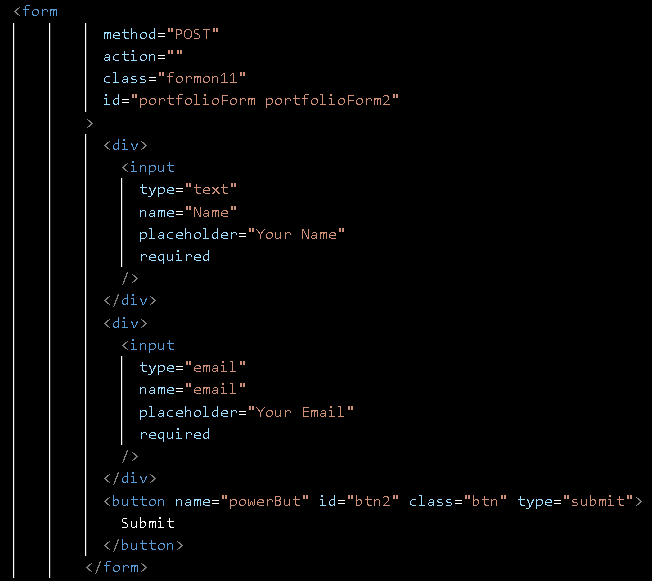 <form
method="POST"
action=""
class="formon11"
id="portfolioForm portfolioForm2"
>
<div>
<input
type="text"
name="Name"
placeholder="Your Name"
required
/>
</div>
<div>
<input
type="email"
name="email"
placeholder="Your Email"
required
/>
</div>
<button name="powerBut" id="btn2" class="btn" type="submit">
Submit
</button>
</form>